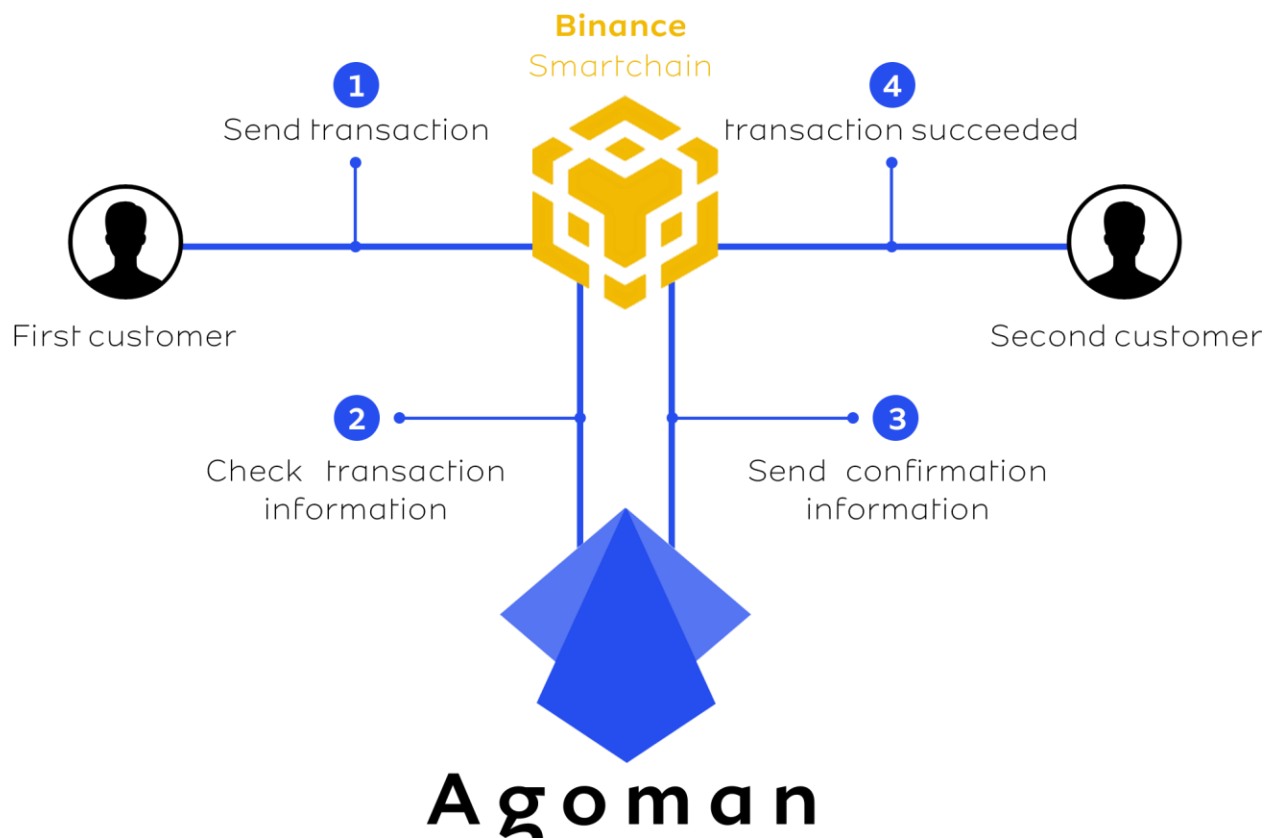 Binance
Smartchain
1
Send transaction
4
transaction succeeded
First customer
Second customer
2
Check transaction
information
3
Send confirmation
information
Agoman